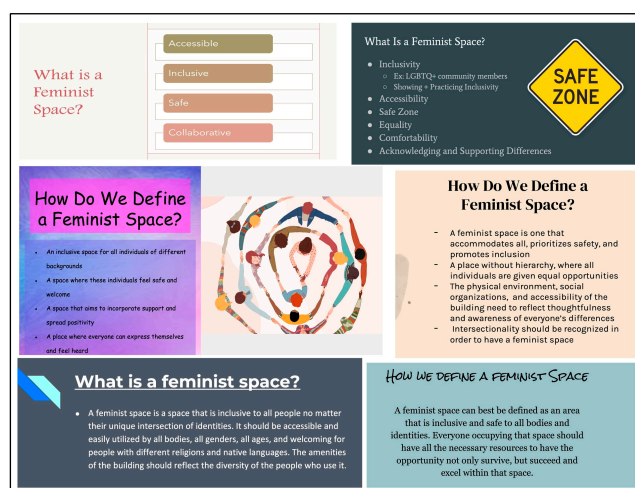 What is a
Feminist
Space?
Accessible
Inclusive
Safe
Collaborative
What Is a Feminist Space?
● Inclusivity
○ Ex: LGBTQ+ community members
○ Showing + Practicing Inclusivity
● Accessibility
● Safe Zone
● Equality
● Comfortability
● Acknowledging and Supporting Differences
SAFE
ZONE
How Do We Define
a Feminist Space?
• An inclusive space for all individuals of different
backgrounds
• A space where these individuals feel safe and
welcome
• A space that aims to incorporate support and
spread positivity
• A place where everyone can express themselves
and feel heard
How Do We Define a
Feminist Space?
- A feminist space is one that
accommodates all, prioritizes safety, and
promotes inclusion
- A place without hierarchy, where all
individuals are given equal opportunities
- The physical environment, social
organizations, and accessibility of the
building need to reflect thoughtfulness
and awareness of everyone's differences
- Intersectionality should be recognized in
order to have a feminist space
What is a feminist space?
● A feminist space is a space that is inclusive to all people no matter
their unique intersection of identities. It should be accessible and
easily utilized by all bodies, all genders, all ages, and welcoming for
people with different religions and native languages. The amenities
of the building should reflect the diversity of the people who use it.
How we define a feminist Space
A feminist space can best be defined as an area
that is inclusive and safe to all bodies and
identities. Everyone occupying that space should
have all the necessary resources to have the
opportunity not only survive, but succeed and
excel within that space.